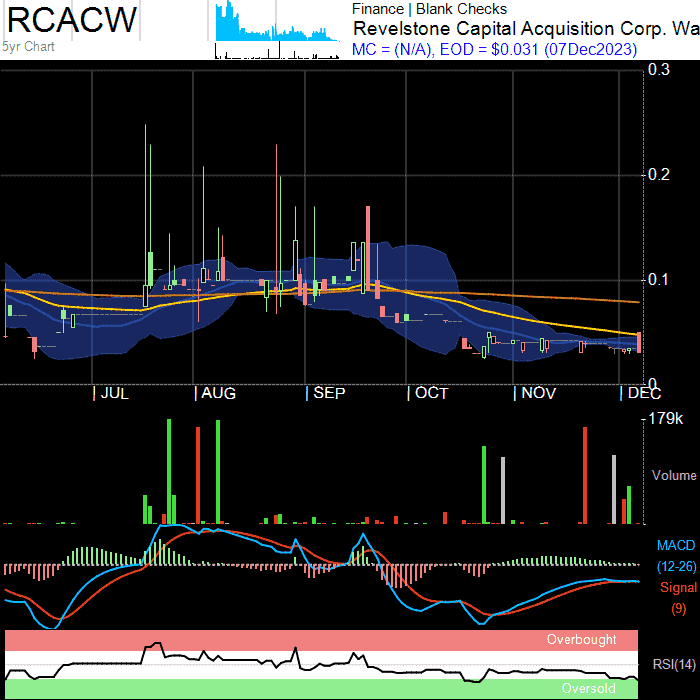 RCACW
5yr Chart
Finance | Blank Checks
Revelstone Capital Acquisition Corp. Wa
MC = (N/A), EOD = $0.031 (07Dec2023)
0.3
0.2
0.1
0
JUL AUG SEP OCT NOV DEC
179k
Volume
MACD
(12-26)
Signal
(9)
Overbought
RSI(14)
Oversold